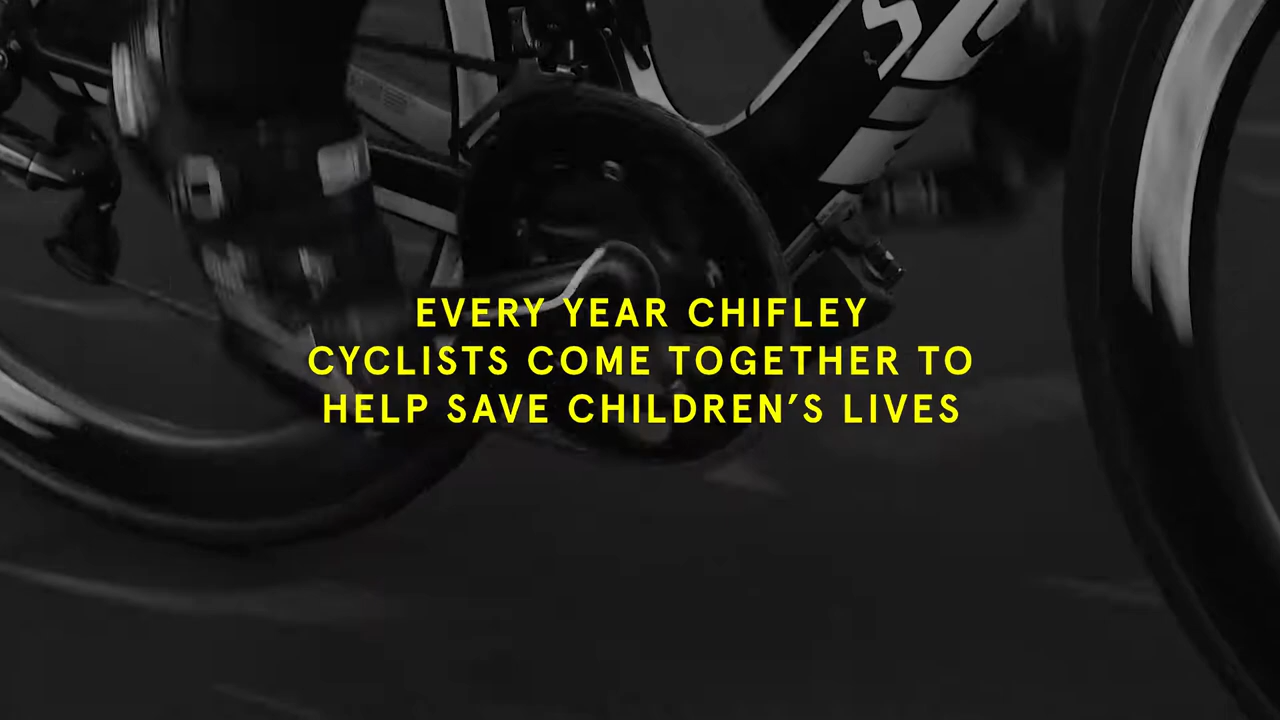 EVERY YEAR CHIFLEY
CYCLISTS COME TOGETHER TO
HELP SAVE CHILDREN’S LIVES